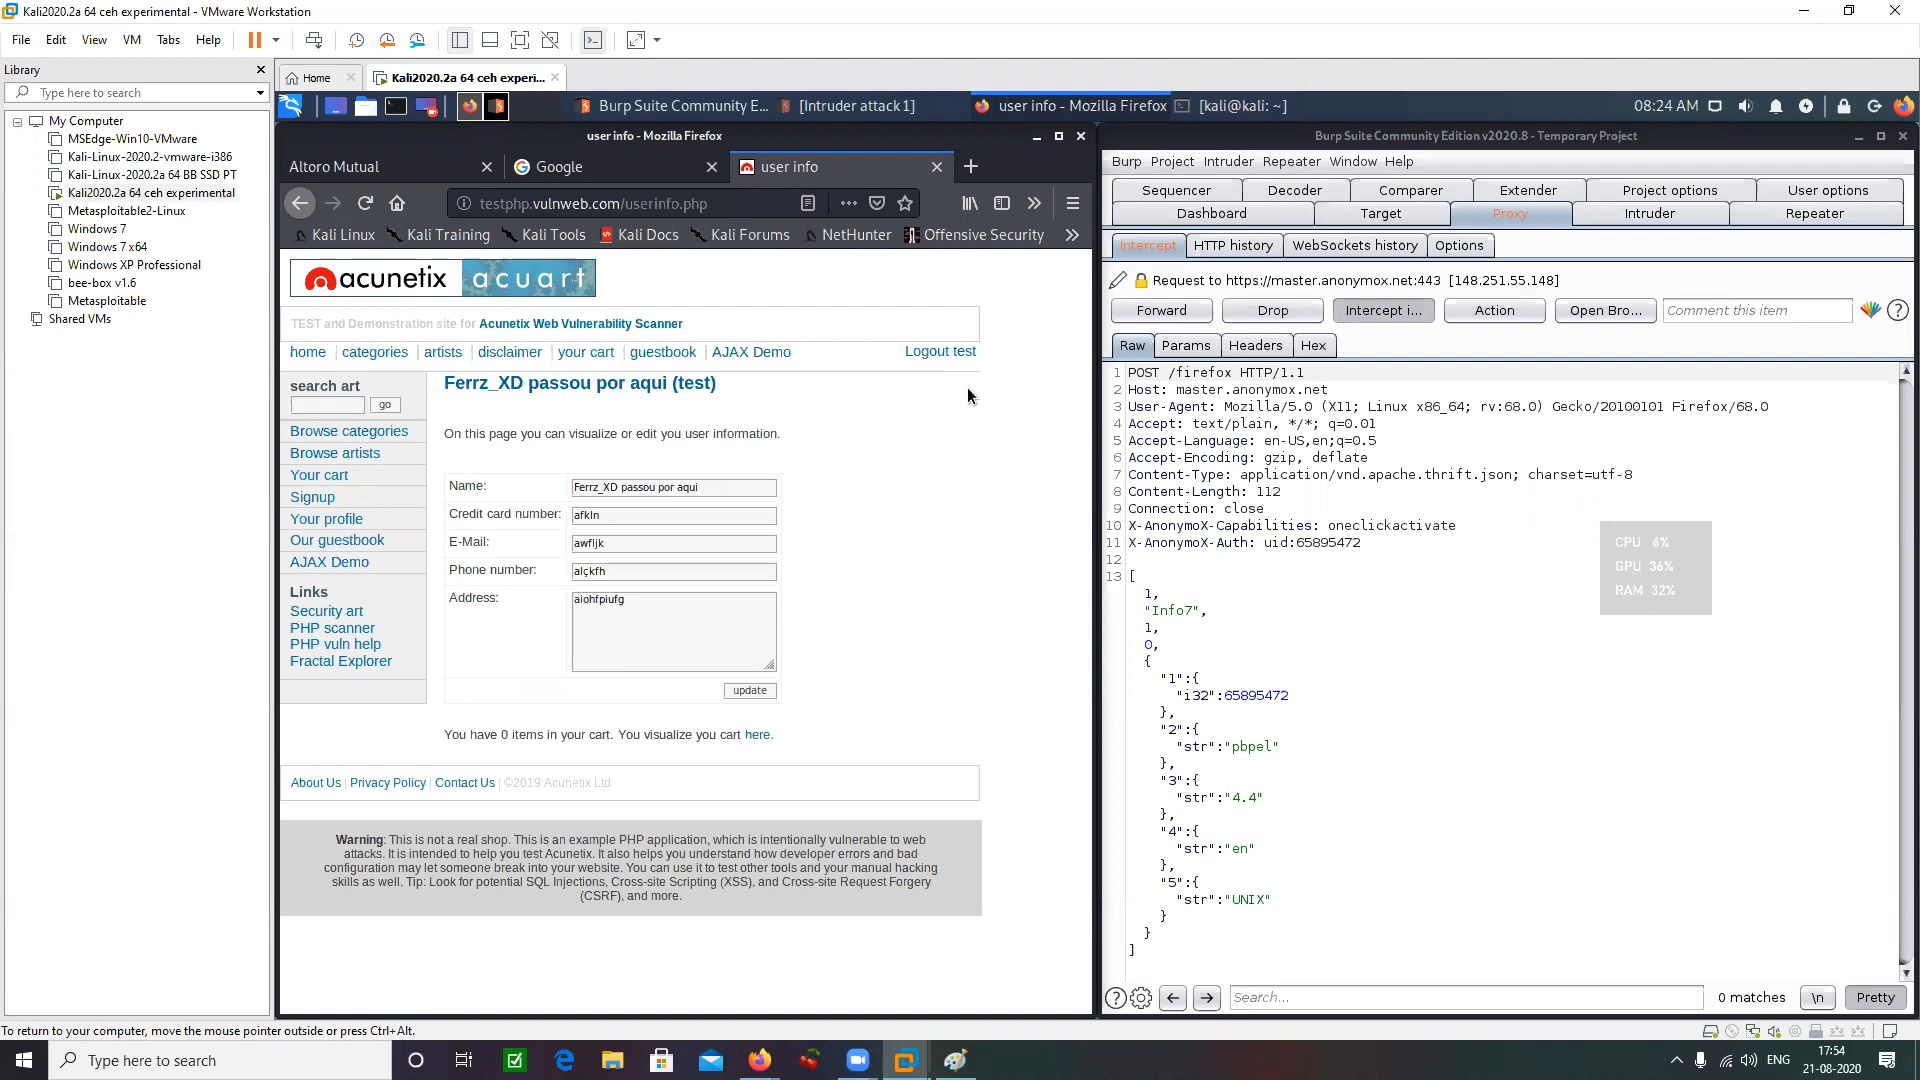 Kali2020.2a 64 ceh experimental - VMware Workstation
File Edit View VM Tabs Help
Library
Type here to search
My Computer
MSEdge-Win10-VMware
Kali-Linux-2020.2-vmware-i386
Kali-Linux-2020.2a 64 BB SSD PT
Kali2020.2a 64 ceh experimental
Metasploitable2-Linux
Windows 7
Windows 7 x64
Windows XP Professional
bee-box v1.6
Metasploitable
Shared VMs
Home
Kali2020.2a 64 ceh experi...
Burp Suite Community E...
[Intruder attack 1]
user info - Mozilla Firefox
[kali@kali: ~]
08:24 AM
user info - Mozilla Firefox
Altoro Mutual
Google
user info
testphp.vulnweb.com/userinfo.php
Kali Linux Kali Training Kali Tools Kali Docs Kali Forums NetHunter Offensive Security
acunetix acuart
TEST and Demonstration site for Acunetix Web Vulnerability Scanner
home | categories | artists | disclaimer | your cart | guestbook | AJAX Demo
Logout test
search art
go
Browse categories
Browse artists
Your cart
Signup
Your profile
Our guestbook
AJAX Demo
Links
Security art
PHP scanner
PHP vuln help
Fractal Explorer
Ferrz_XD passou por aqui (test)
On this page you can visualize or edit you user information.
Name: Ferrz_XD passou por aqui
Credit card number: afkln
E-Mail: awfljk
Phone number: alçkfh
Address: aiohfpiufg
update
You have 0 items in your cart. You visualize you cart here.
About Us | Privacy Policy | Contact Us | ©2019 Acunetix Ltd
Warning: This is not a real shop. This is an example PHP application, which is intentionally vulnerable to web
attacks. It is intended to help you test Acunetix. It also helps you understand how developer errors and bad
configuration may let someone break into your website. You can use it to test other tools and your manual hacking
skills as well. Tip: Look for potential SQL Injections, Cross-site Scripting (XSS), and Cross-site Request Forgery
(CSRF), and more.
Burp Suite Community Edition v2020.8 - Temporary Project
Burp Project Intruder Repeater Window Help
Sequencer Decoder Comparer Extender Project options User options
Dashboard Target Proxy Intruder Repeater
Intercept HTTP history WebSockets history Options
Request to https://master.anonymox.net:443 [148.251.55.148]
Forward Drop Intercept i... Action Open Bro... Comment this item
Raw Params Headers Hex
1 POST /firefox HTTP/1.1
2 Host: master.anonymox.net
3 User-Agent: Mozilla/5.0 (X11; Linux x86_64; rv:68.0) Gecko/20100101 Firefox/68.0
4 Accept: text/plain, */*; q=0.01
5 Accept-Language: en-US,en;q=0.5
6 Accept-Encoding: gzip, deflate
7 Content-Type: application/vnd.apache.thrift.json; charset=utf-8
8 Content-Length: 112
9 Connection: close
10 X-AnonymoX-Capabilities: oneclickactivate
11 X-AnonymoX-Auth: uid:65895472
12
13 [
1,
"Info7",
1,
0,
{
"1":{
"i32":65895472
},
"2":{
"str":"pbpel"
},
"3":{
"str":"4.4"
},
"4":{
"str":"en"
},
"5":{
"str":"UNIX"
}
}
]
CPU 6%
GPU 36%
RAM 32%
Search...
0 matches
\n
Pretty
To return to your computer, move the mouse pointer outside or press Ctrl+Alt.
Type here to search
ENG
17:54
21-08-2020